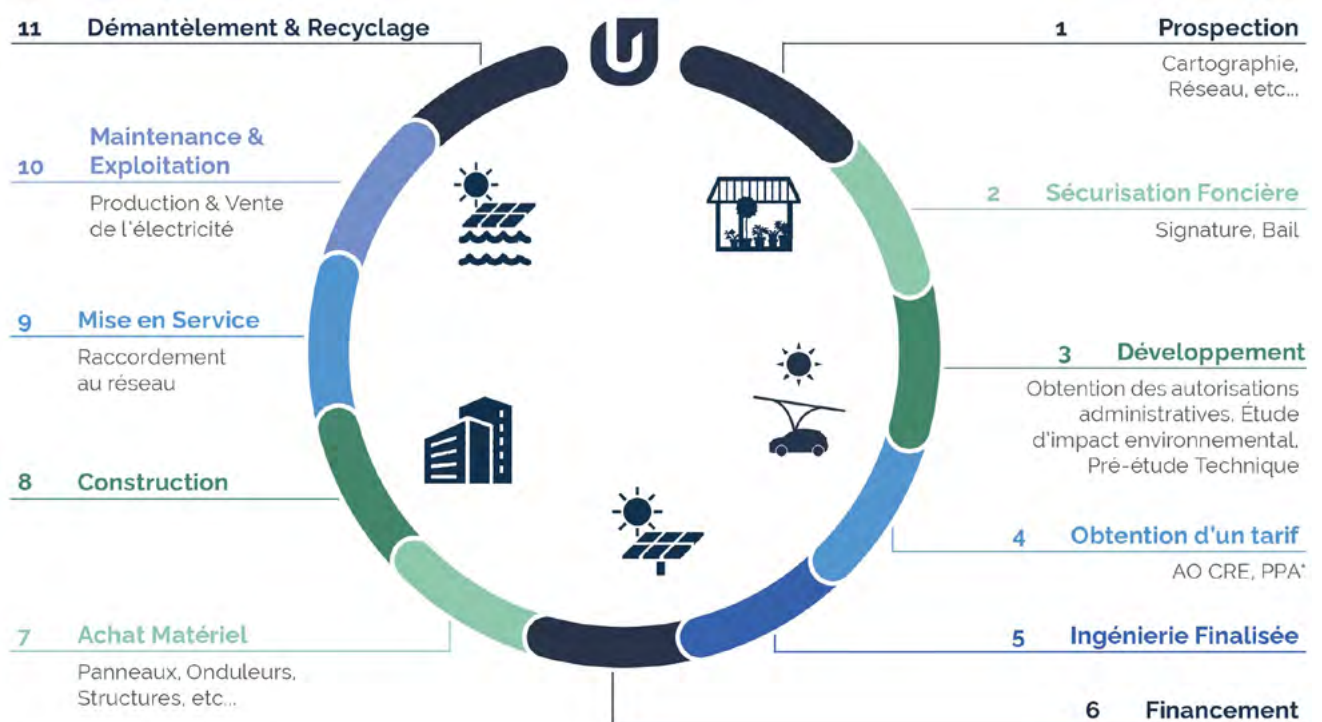 1 Prospection
Cartographie,
Réseau, etc...
2 Sécurisation Foncière
Signature, Bail
3 Développement
Obtention des autorisations
administratives, Étude
d'impact environnemental,
Pré-étude Technique
4 Obtention d'un tarif
AO CRE, PPA*
5 Ingénierie Finalisée
6 Financement
7 Achat Matériel
Panneaux, Onduleurs,
Structures, etc...
8 Construction
9 Mise en Service
Raccordement
au réseau
10 Maintenance &
Exploitation
Production & Vente
de l'électricité
11 Démantèlement & Recyclage